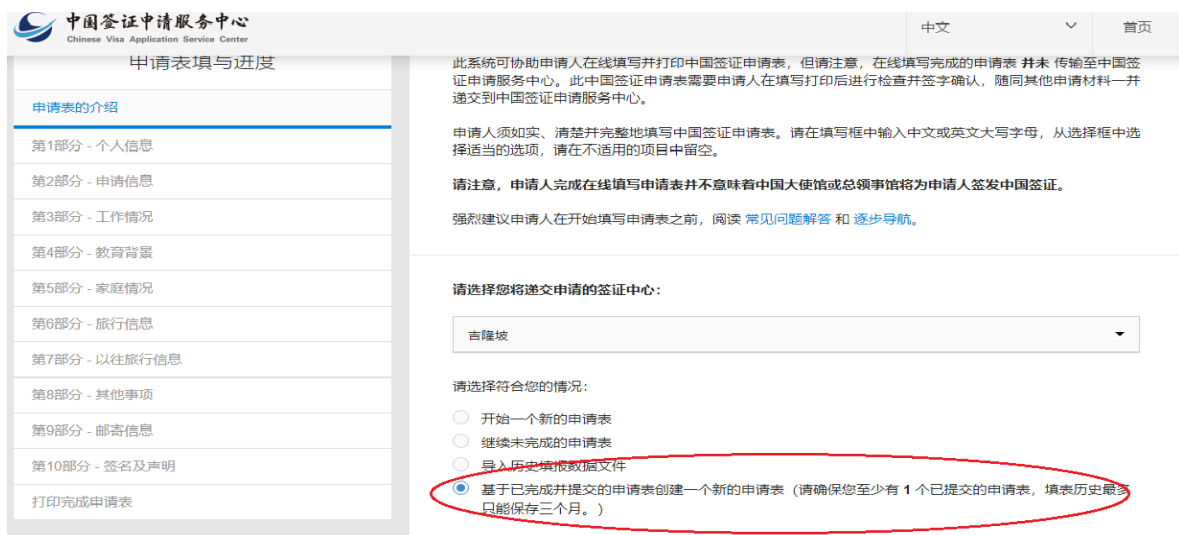 中国签证申请服务中心
Chinese Visa Application Service Center
中文
首页
申请表填写与进度
申请表的介绍
第1部分 - 个人信息
第2部分 - 申请信息
第3部分 - 工作情况
第4部分 - 教育背景
第5部分 - 家庭情况
第6部分 - 旅行信息
第7部分 - 以往旅行信息
第8部分 - 其他事项
第9部分 - 邮寄信息
第10部分 - 签名及声明
打印完成申请表
此系统可协助申请人在线填写并打印中国签证申请表，但请注意，在线填写完成的申请表 并未 传输至中国签
证申请服务中心。此中国签证申请表需要申请人在填写打印后进行检查并签字确认，随同其他申请材料一并
递交到中国签证申请服务中心。
申请人须如实、清楚并完整地填写中国签证申请表。请在填写框中输入中文或英文大写字母，从选择框中选
择适当的选项，请在不适用的项目中留空。
请注意，申请人完成在线填写申请表并不意味着中国大使馆或总领事馆将为申请人签发中国签证。
强烈建议申请人在开始填写申请表之前，阅读 常见问题解答 和 逐步导航。
请选择您将递交申请的签证中心：
吉隆坡
请选择符合您的情况：
开始一个新的申请表
继续未完成的申请表
导入历史填报数据文件
基于已完成并提交的申请表创建一个新的申请表（请确保您至少有 1 个已提交的申请表，填表历史最多
只能保存三个月。）